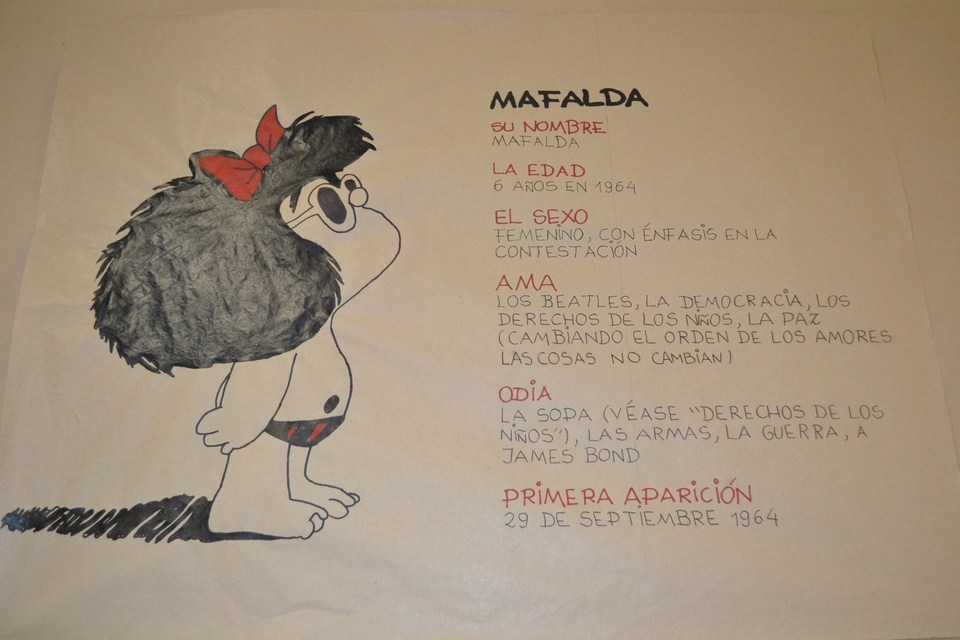 MAFALDA
SU NOMBRE
MAFALDA
LA EDAD
6 AÑOS EN 1964
EL SEXO
FEMENINO, CON ÉNFASIS EN LA
CONTESTACIÓN
AMA
LOS BEATLES, LA DEMOCRACIA, LOS
DERECHOS DE LOS NIÑOS, LA PAZ
(CAMBIANDO EL ORDEN DE LOS AMORES
LAS COSAS NO CAMBIAN)
ODIA
LA SOPA (VÉASE "DERECHOS DE LOS
NIÑOS"), LAS ARMAS, LA GUERRA, A
JAMES BOND
PRIMERA APARICIÓN
29 DE SEPTIEMBRE 1964